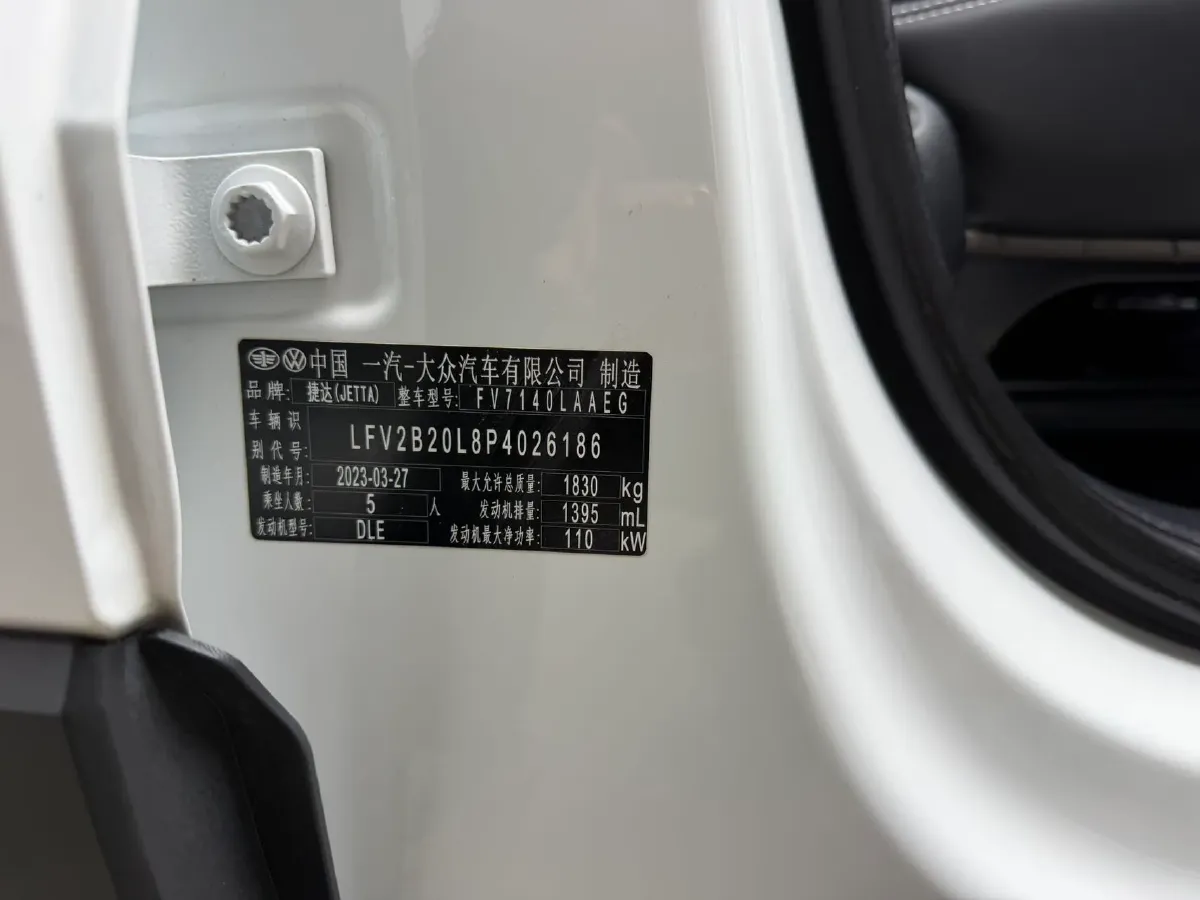 中国 一汽-大众汽车有限公司 制造
品牌: 捷达(JETTA) 整车型号: FV7140LAAEG
车辆识别代号: LFV2B20L8P4026186
制造年月: 2023-03-27 最大允许总质量: 1830 kg
乘坐人数: 5 人 发动机排量: 1395 mL
发动机型号: DLE 发动机最大净功率: 110 kW